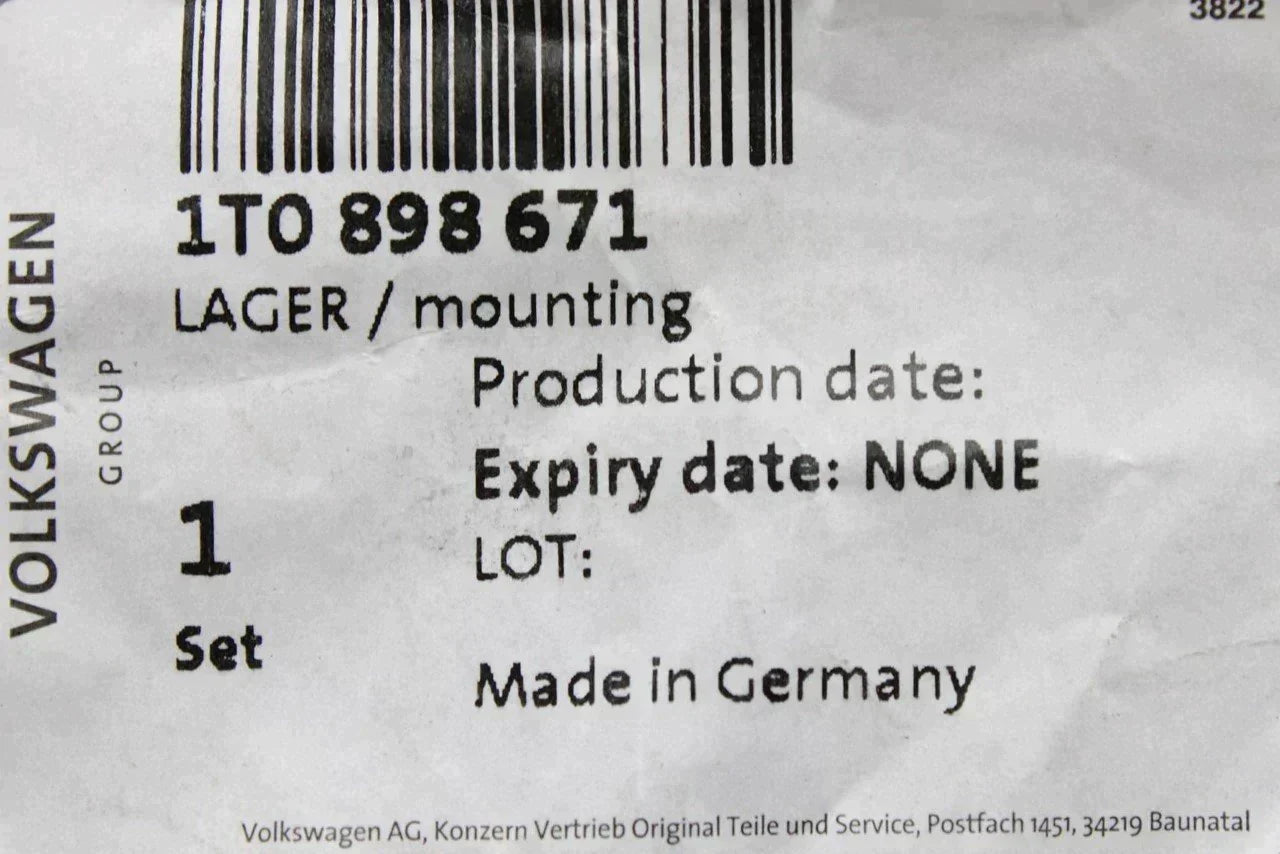 3822
1T0 898 671
LAGER / mounting
Production date:
Expiry date: NONE
LOT:
1
Set
Made in Germany
VOLKSWAGEN
GROUP
Volkswagen AG, Konzern Vertrieb Original Teile und Service, Postfach 1451, 34219 Baunatal